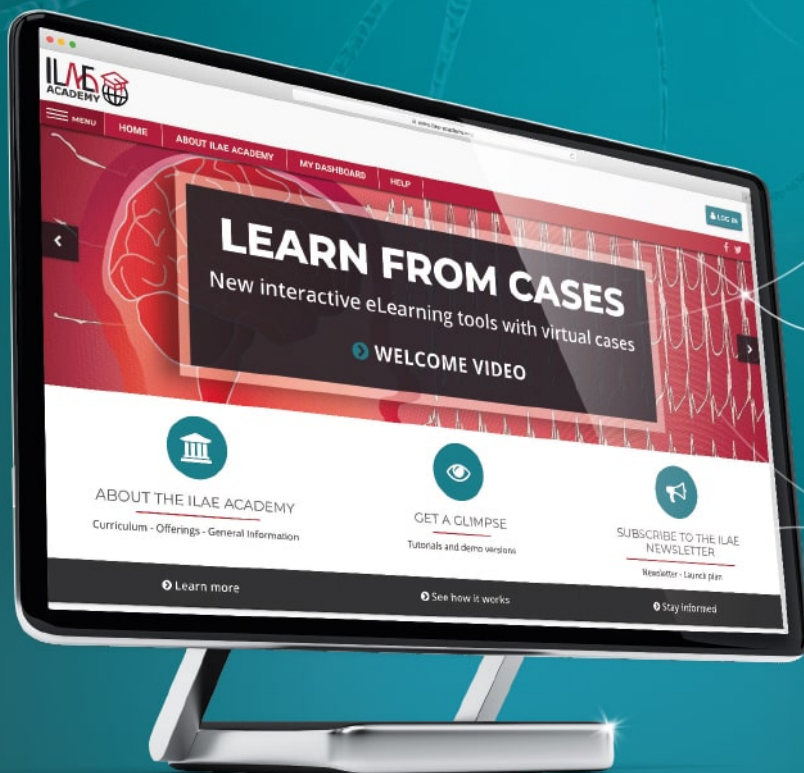 ILAE
ACADEMY
MENU
HOME
ABOUT ILAE ACADEMY
MY DASHBOARD
HELP
LOG IN
LEARN FROM CASES
New interactive eLearning tools with virtual cases
WELCOME VIDEO
ABOUT THE ILAE ACADEMY
Curriculum - Offerings - General Information
Learn more
GET A GLIMPSE
Tutorials and demo versions
See how it works
SUBSCRIBE TO THE ILAE
NEWSLETTER
Newsletter - Launch plan
Stay informed